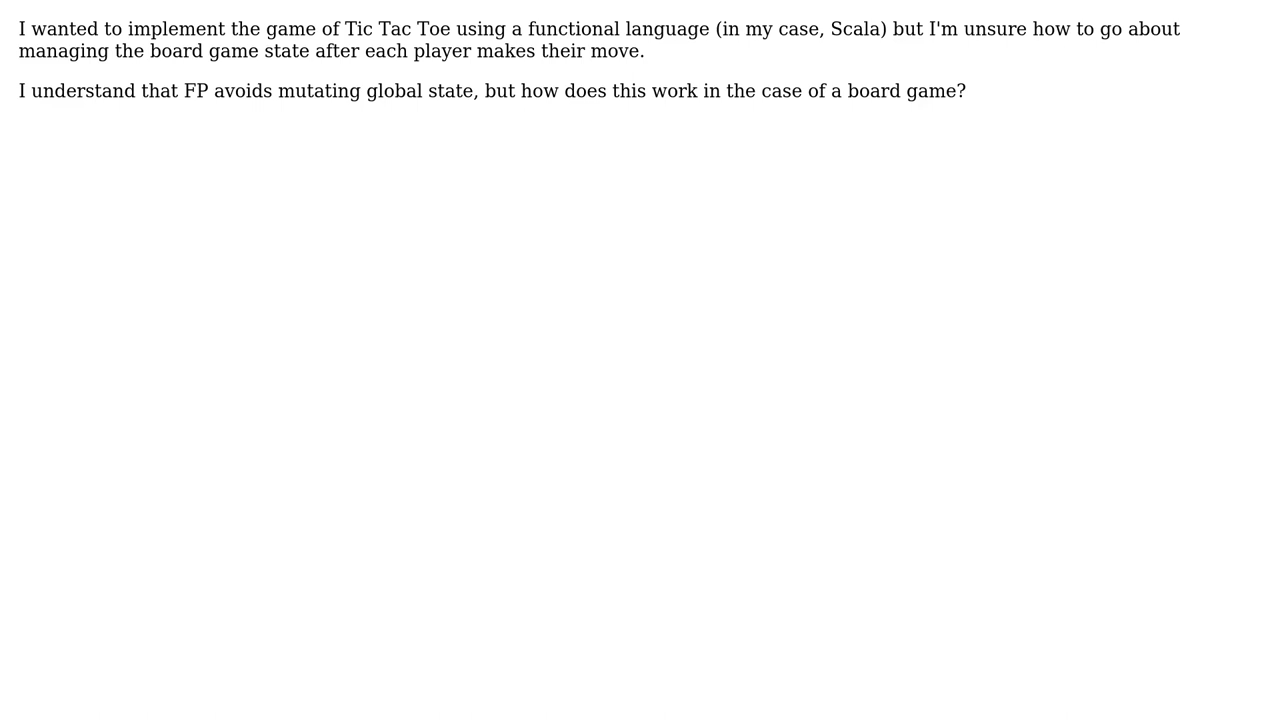 I wanted to implement the game of Tic Tac Toe using a functional language (in my case, Scala) but I'm unsure how to go about
managing the board game state after each player makes their move.
I understand that FP avoids mutating global state, but how does this work in the case of a board game?